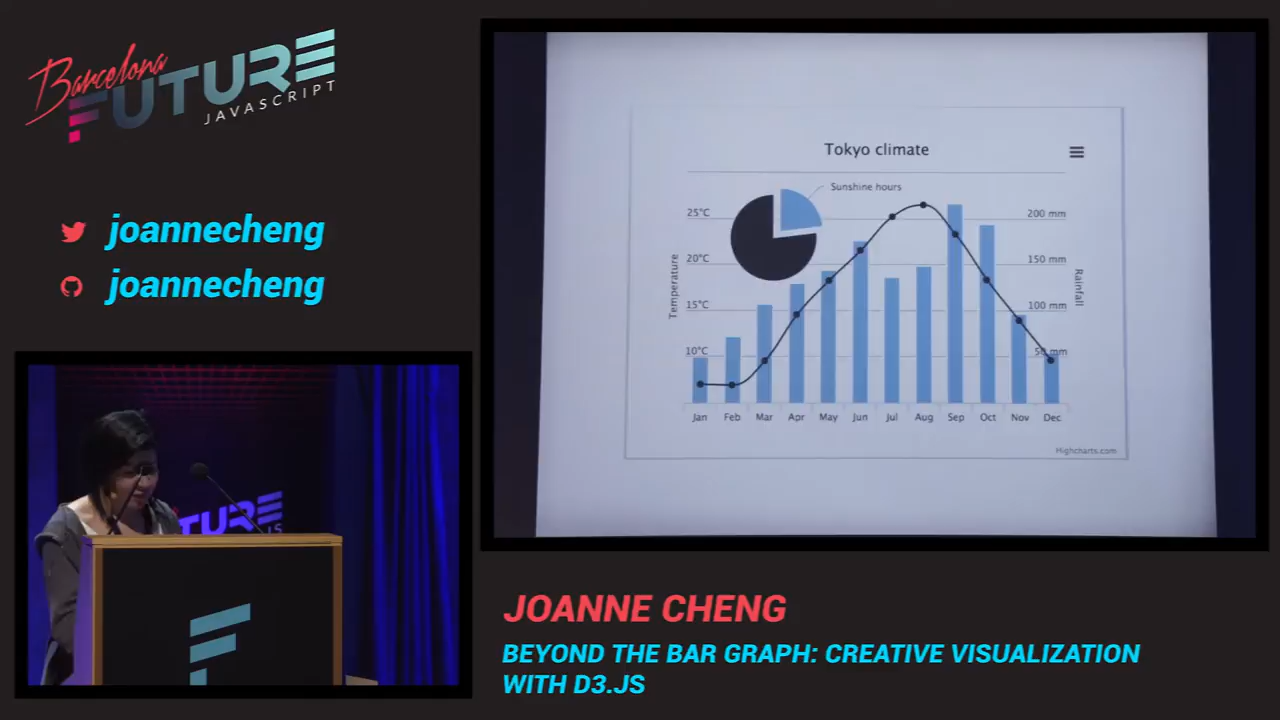 Barcelona
FUTURE
JAVASCRIPT
joannecheng
joannecheng
Tokyo climate
Sunshine hours
25°C
20°C
15°C
10°C
Temperature
200 mm
150 mm
100 mm
50 mm
Rainfall
Jan Feb Mar Apr May Jun Jul Aug Sep Oct Nov Dec
Highcharts.com
FUTURE
JS
F
JOANNE CHENG
BEYOND THE BAR GRAPH: CREATIVE VISUALIZATION
WITH D3.JS